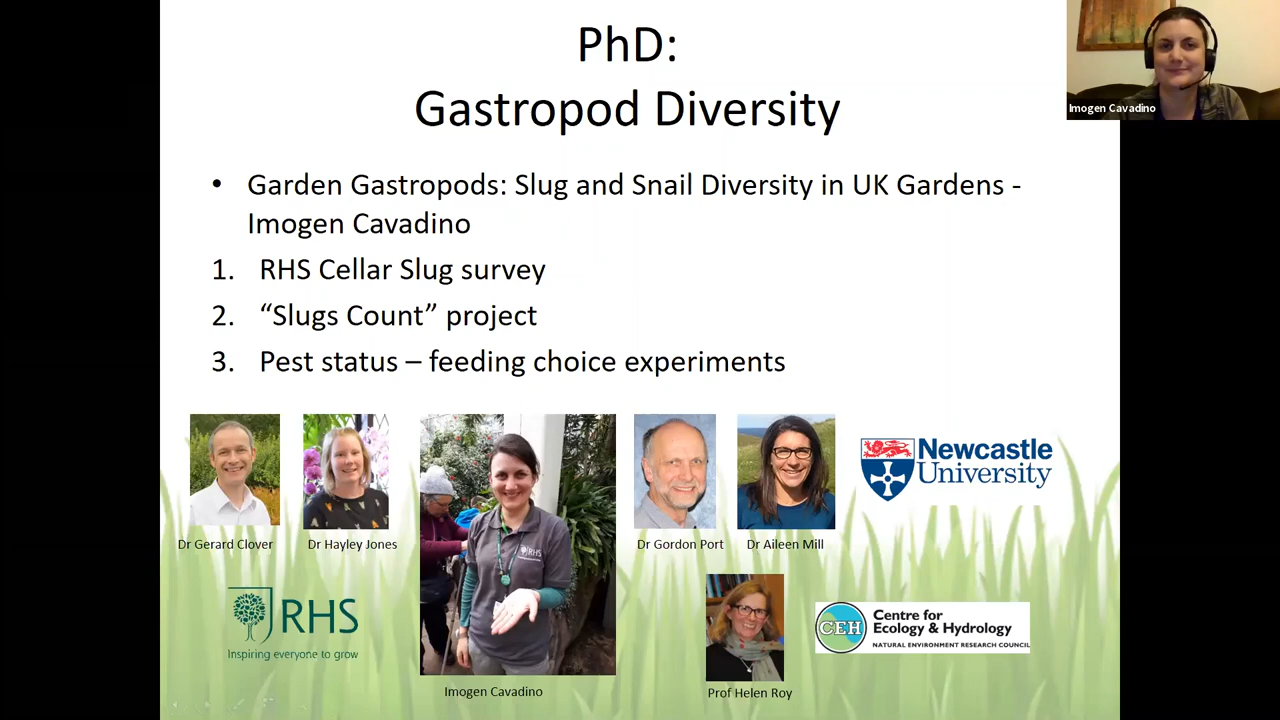 PhD:
Gastropod Diversity
Imogen Cavadino
• Garden Gastropods: Slug and Snail Diversity in UK Gardens -
Imogen Cavadino
1. RHS Cellar Slug survey
2. “Slugs Count” project
3. Pest status – feeding choice experiments
Newcastle
University
RHS
Dr Gerard Clover
Dr Hayley Jones
Dr Gordon Port
Dr Aileen Mill
RHS
Inspiring everyone to grow
CEH
Centre for
Ecology & Hydrology
NATURAL ENVIRONMENT RESEARCH COUNCIL
Imogen Cavadino
Prof Helen Roy